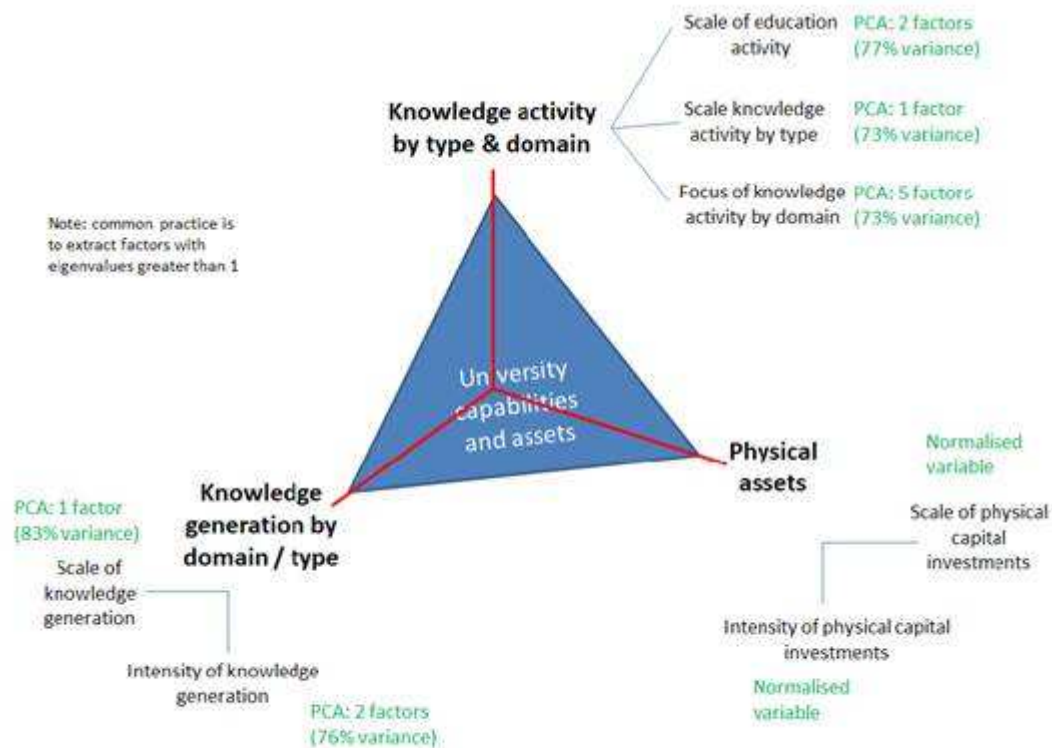 Scale of education
activity
PCA: 2 factors
(77% variance)
Knowledge activity
by type & domain
Scale knowledge
activity by type
PCA: 1 factor
(73% variance)
Focus of knowledge
activity by domain
PCA: 5 factors
(73% variance)
Note: common practice is
to extract factors with
eigenvalues greater than 1
University
capabilities
and assets
Physical
assets
Normalised
variable
Scale of physical
capital
investments
Intensity of physical capital
investments
Normalised
variable
Knowledge
generation by
domain / type
PCA: 1 factor
(83% variance)
Scale of
knowledge
generation
Intensity of knowledge
generation
PCA: 2 factors
(76% variance)